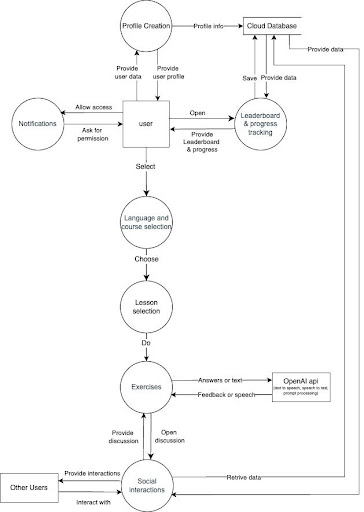 Profile Creation
Profile info
Cloud Database
Provide data
Provide
user data
Provide
user profile
Save
Provide data
Allow access
Notifications
Ask for
permission
user
Open
Provide
Leaderboard
& progress
Leaderboard
& progress
tracking
Select
Language and
course selection
Choose
Lesson
selection
Do
Exercises
Answers or text
Feedback or speech
OpenAI api
(text to speech, speech to text,
prompt processing)
Provide
discussion
Open
discussion
Other Users
Provide interactions
Interact with
Social
interactions
Retrive data